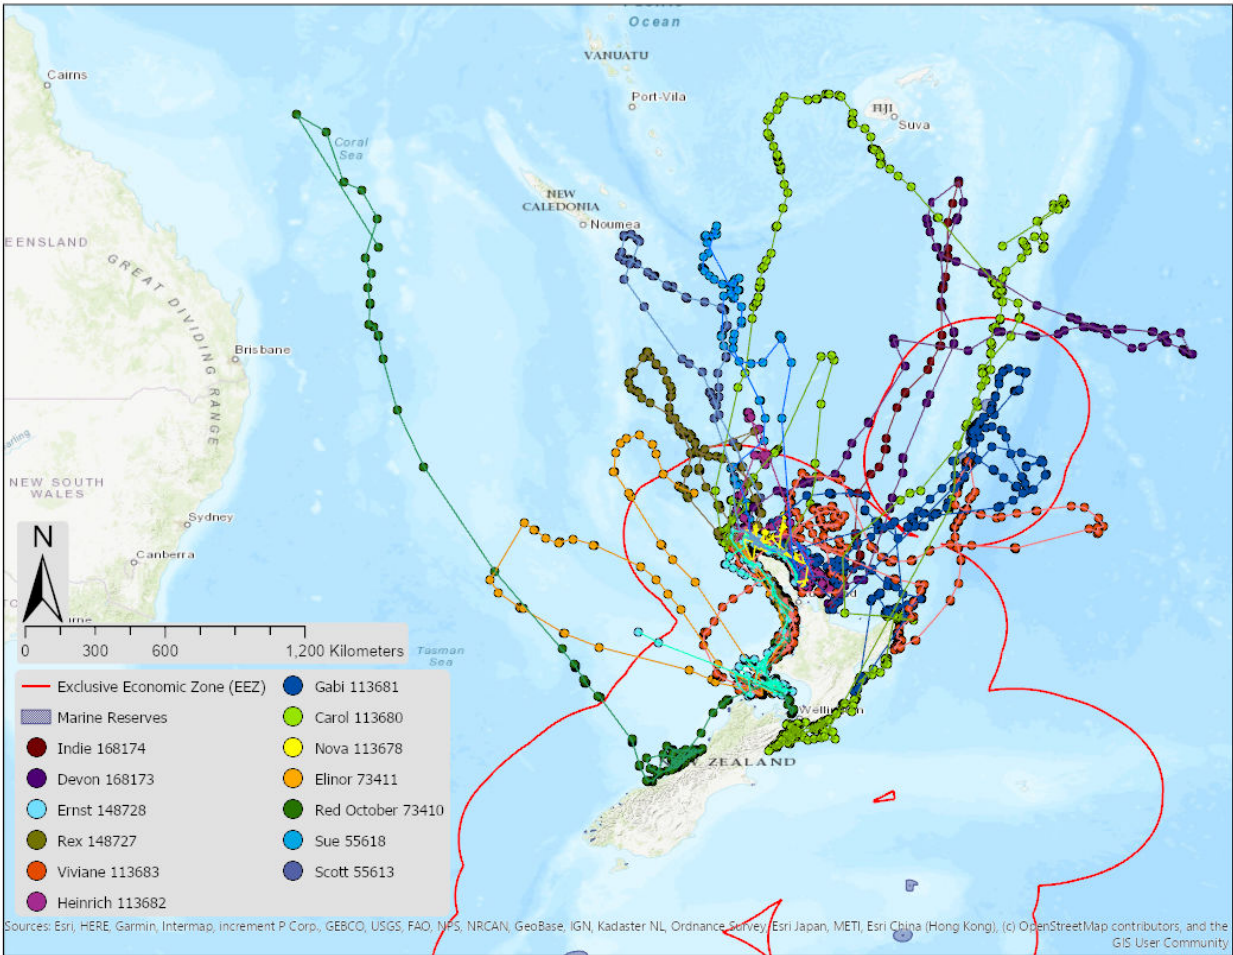 Ocean
VANUATU
Cairns
Port-Vila
FIJI
Suva
Coral
Sea
NEW
CALEDONIA
Noumea
EENSLAND
GREAT DIVIDING RANGE
Brisbane
arling
NEW SOUTH
WALES
Sydney
Canberra
N
0 300 600 1,200 Kilometers
Tasman
Sea
Wellington
ZEALAND
Exclusive Economic Zone (EEZ)
Marine Reserves
Indie 168174
Devon 168173
Ernst 148728
Rex 148727
Viviane 113683
Heinrich 113682
Gabi 113681
Carol 113680
Nova 113678
Elinor 73411
Red October 73410
Sue 55618
Scott 55613
Sources: Esri, HERE, Garmin, Intermap, increment P Corp., GEBCO, USGS, FAO, NPS, NRCAN, GeoBase, IGN, Kadaster NL, Ordnance Survey, Esri Japan, METI, Esri China (Hong Kong), (c) OpenStreetMap contributors, and the
GIS User Community